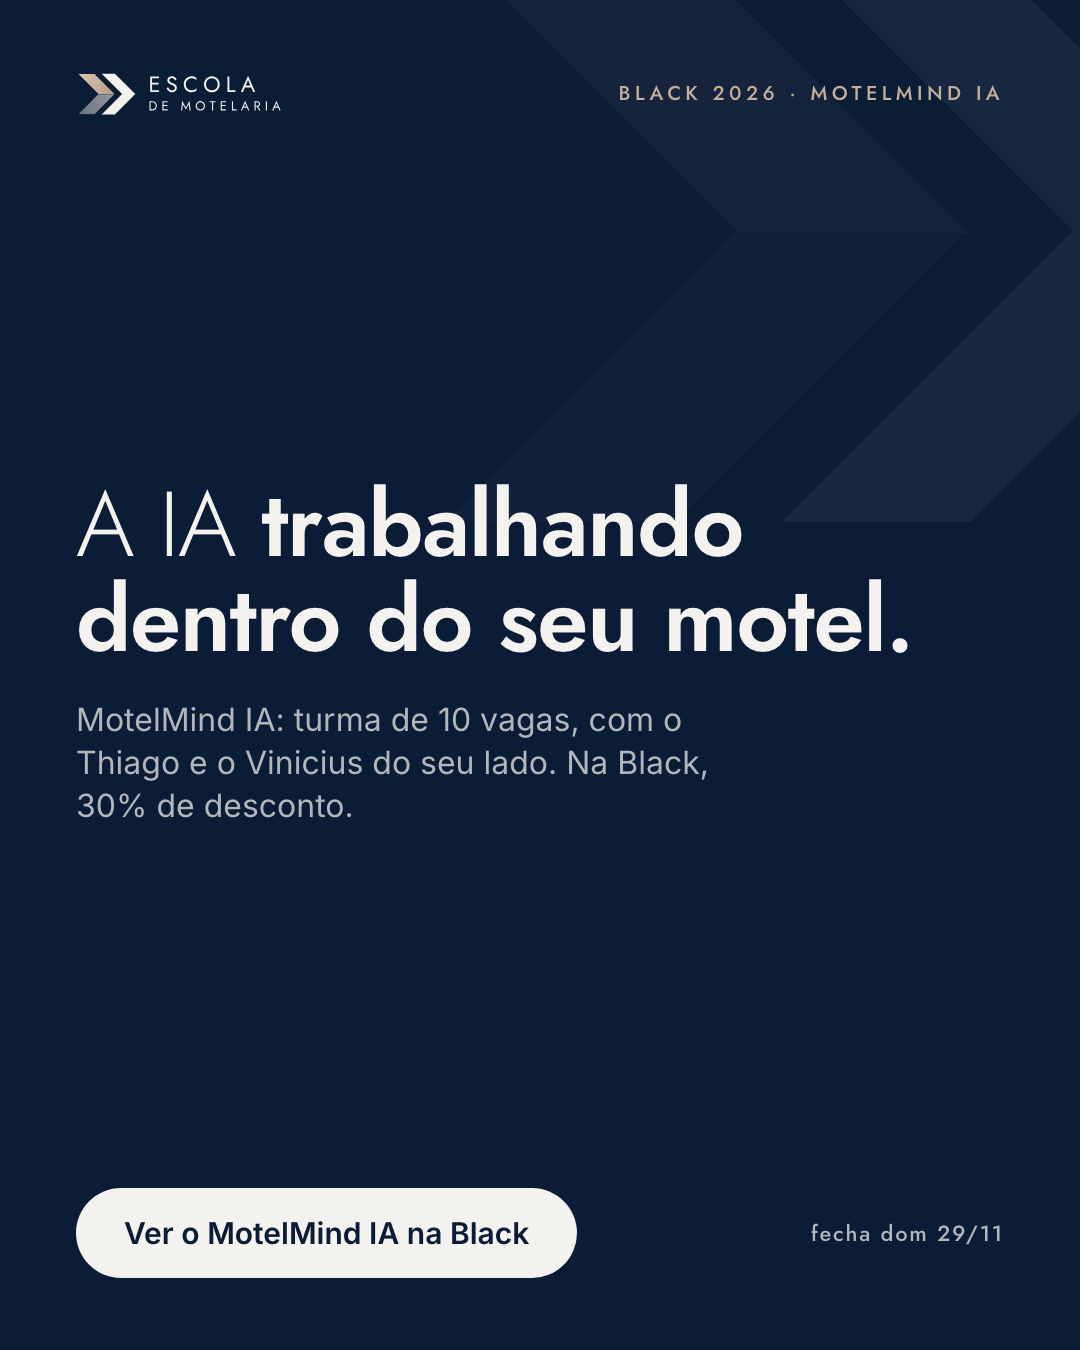 ESCOLA
DE MOTELARIA
BLACK 2026 · MOTELMIND IA
A IA trabalhando
dentro do seu motel.
MotelMind IA: turma de 10 vagas, com o
Thiago e o Vinicius do seu lado. Na Black,
30% de desconto.
Ver o MotelMind IA na Black
fecha dom 29/11